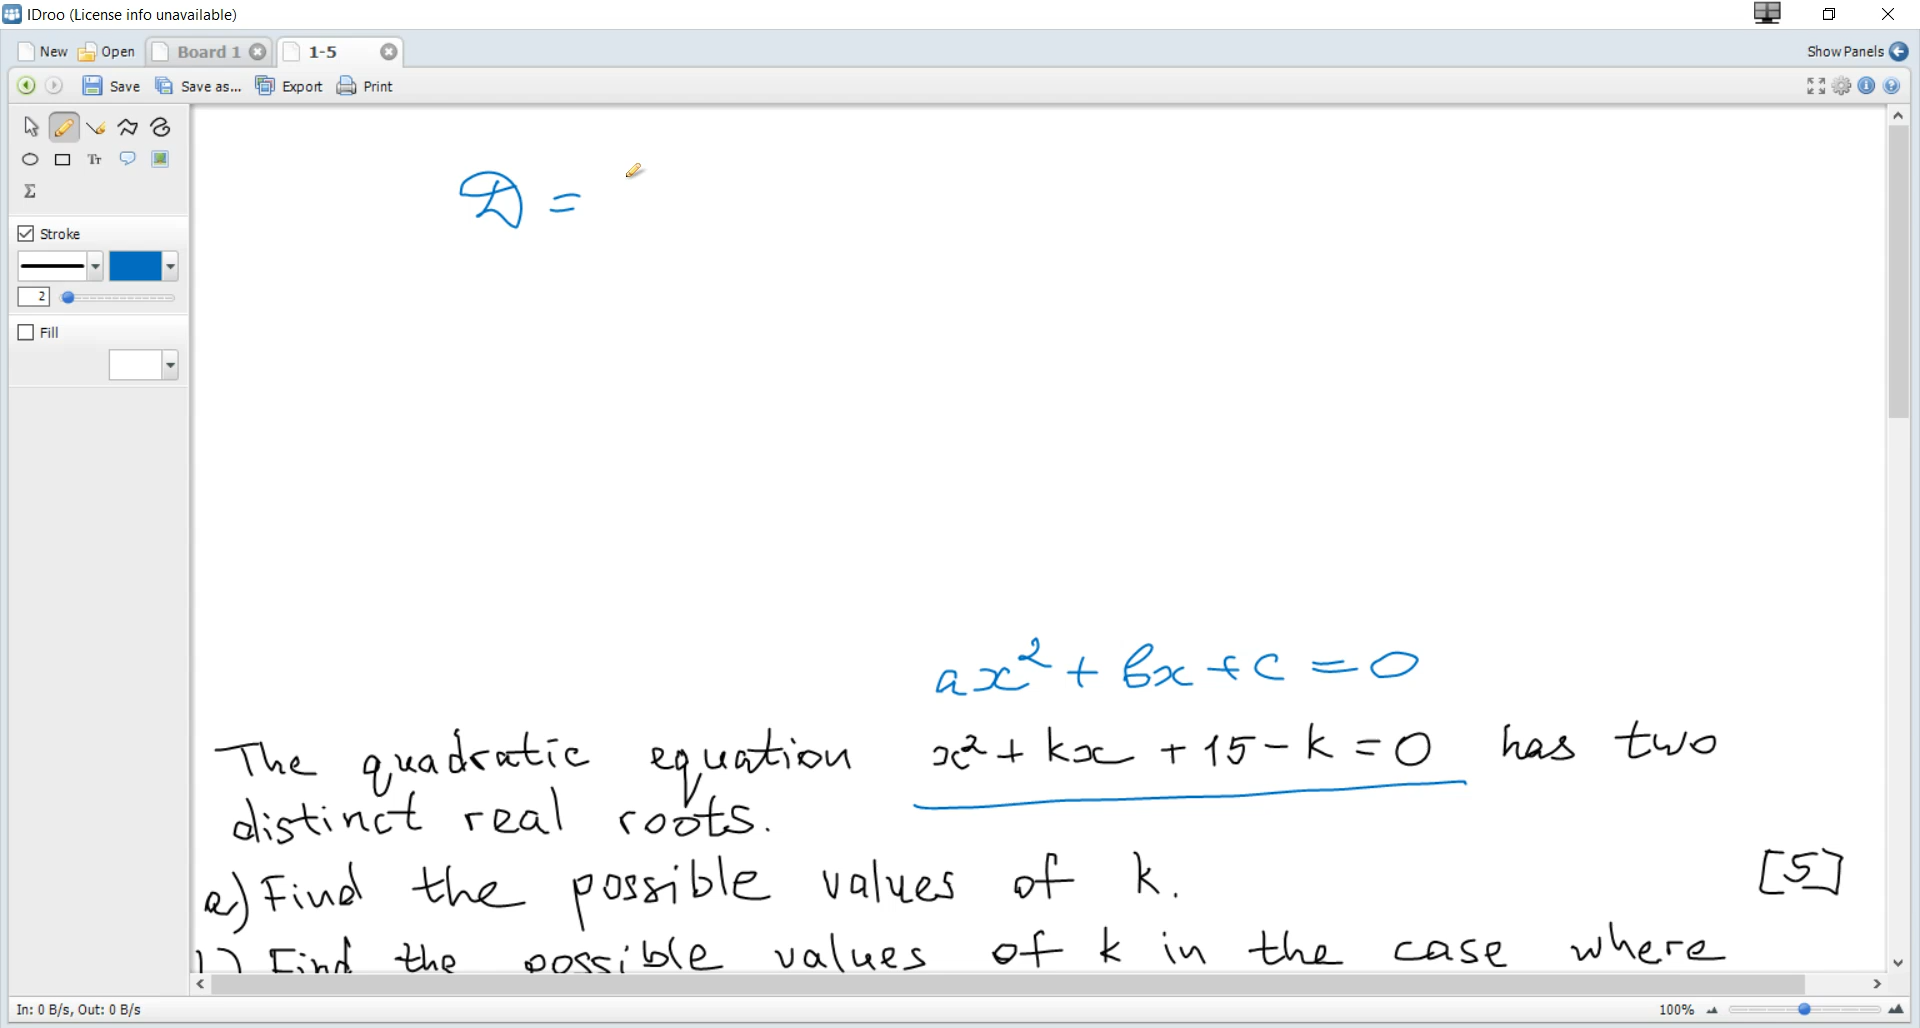 IDroo (License info unavailable)
New Open Board 1 1-5 Show Panels
Save Save as... Export Print
Tт
Σ
D =
Stroke
2
Fill
ax² + bx + c = 0
The quadratic equation x² + kx + 15 - k = 0 has two
distinct real roots.
a) Find the possible values of k. [5]
b) Find the possible values of k in the case where
In: 0 B/s, Out: 0 B/s 100%